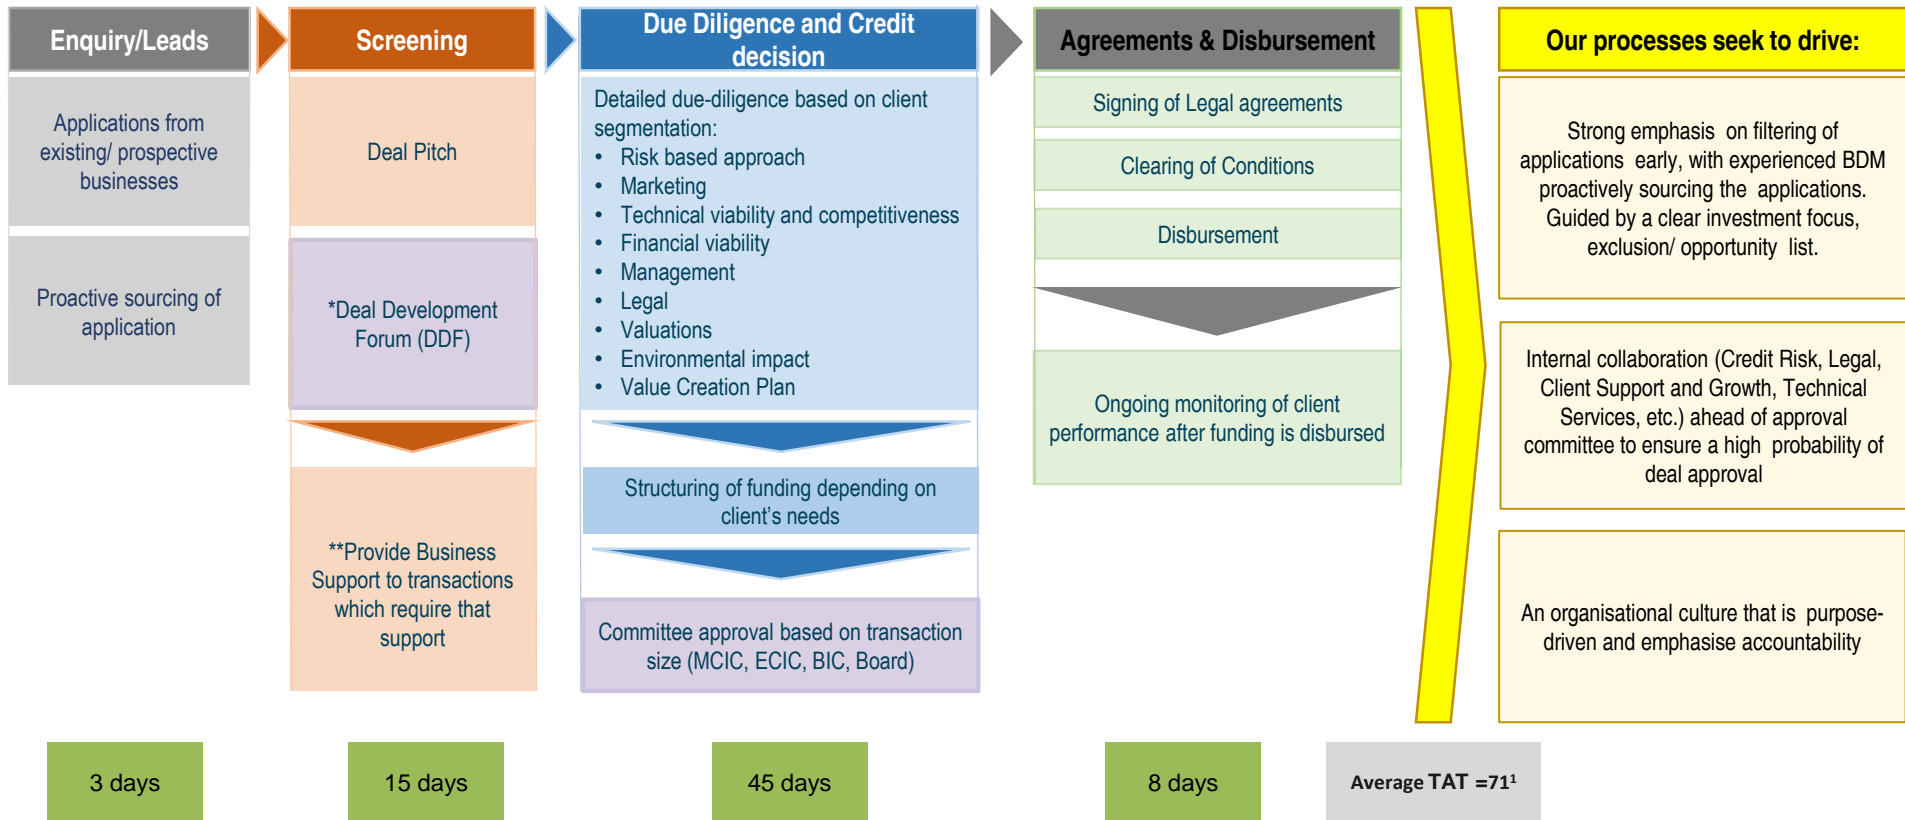 Enquiry/Leads
Applications from
existing/ prospective
businesses
Proactive sourcing of
application
3 days
Screening
Deal Pitch
*Deal Development
Forum (DDF)
**Provide Business
Support to transactions
which require that
support
15 days
Due Diligence and Credit
decision
Detailed due-diligence based on client
segmentation:
• Risk based approach
• Marketing
• Technical viability and competitiveness
• Financial viability
• Management
• Legal
• Valuations
• Environmental impact
• Value Creation Plan
Structuring of funding depending on
client’s needs
Committee approval based on transaction
size (MCIC, ECIC, BIC, Board)
45 days
Agreements & Disbursement
Signing of Legal agreements
Clearing of Conditions
Disbursement
Ongoing monitoring of client
performance after funding is disbursed
8 days
Our processes seek to drive:
Strong emphasis on filtering of
applications early, with experienced BDM
proactively sourcing the applications.
Guided by a clear investment focus,
exclusion/ opportunity list.
Internal collaboration (Credit Risk, Legal,
Client Support and Growth, Technical
Services, etc.) ahead of approval
committee to ensure a high probability of
deal approval
An organisational culture that is purpose-
driven and emphasise accountability
Average TAT =71¹